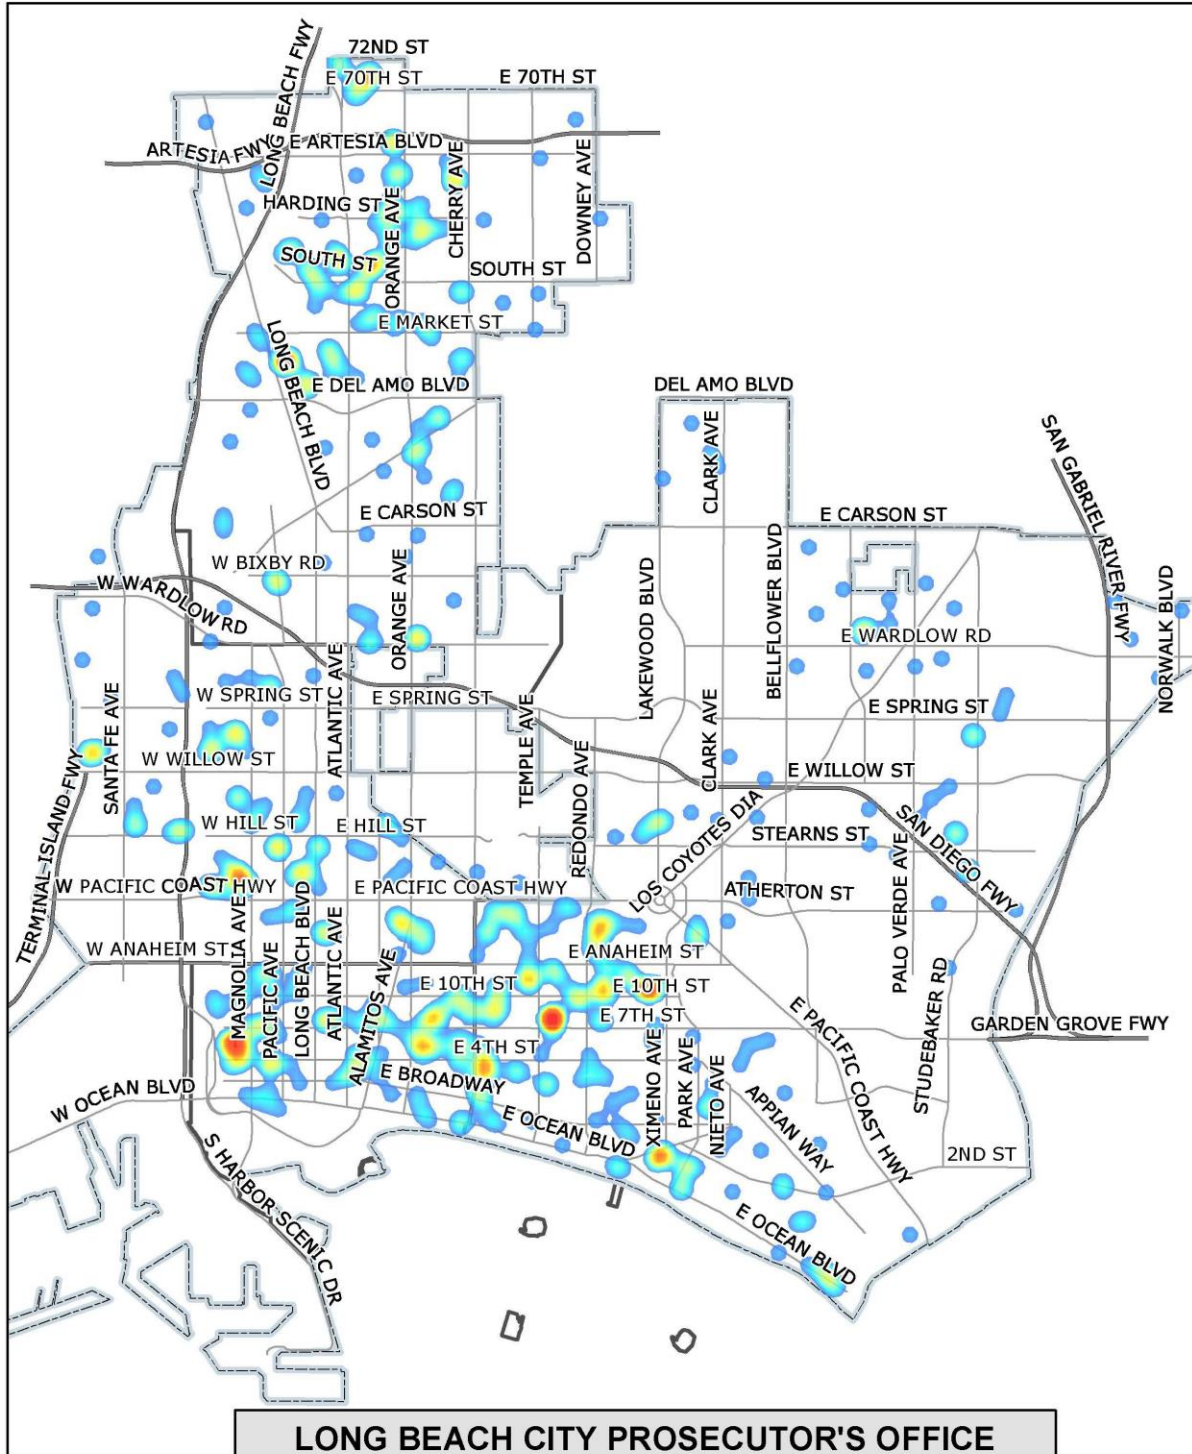 72ND ST
E 70TH ST
E 70TH ST
LONG BEACH FWY
ARTESIA FWY
E ARTESIA BLVD
HARDING ST
ORANGE AVE
CHERRY AVE
DOWNEY AVE
SOUTH ST
SOUTH ST
E MARKET ST
LONG BEACH BLVD
E DEL AMO BLVD
DEL AMO BLVD
CLARK AVE
SAN GABRIEL RIVER FWY
E CARSON ST
E CARSON ST
W BIXBY RD
ORANGE AVE
LAKEWOOD BLVD
BELLFLOWER BLVD
W WARDLOW RD
E WARDLOW RD
NORWALK BLVD
SANTA FE AVE
W SPRING ST
ATLANTIC AVE
E SPRING ST
E SPRING ST
TEMPLE AVE
REDONDO AVE
CLARK AVE
W WILLOW ST
E WILLOW ST
TERMINAL ISLAND FWY
W HILL ST
E HILL ST
LOS COYOTES DIA
STEARNS ST
SAN DIEGO FWY
PALO VERDE AVE
W PACIFIC COAST HWY
E PACIFIC COAST HWY
ATHERTON ST
W ANAHEIM ST
MAGNOLIA AVE
PACIFIC AVE
LONG BEACH BLVD
ATLANTIC AVE
ALAMITOS AVE
E ANAHEIM ST
E 10TH ST
E 10TH ST
E 7TH ST
E PACIFIC COAST HWY
STUDEBAKER RD
GARDEN GROVE FWY
E 4TH ST
E BROADWAY
W OCEAN BLVD
E OCEAN BLVD
XIMENO AVE
PARK AVE
NIETO AVE
APPIAN WAY
2ND ST
S HARBOR SCENIC DR
E OCEAN BLVD
LONG BEACH CITY PROSECUTOR'S OFFICE